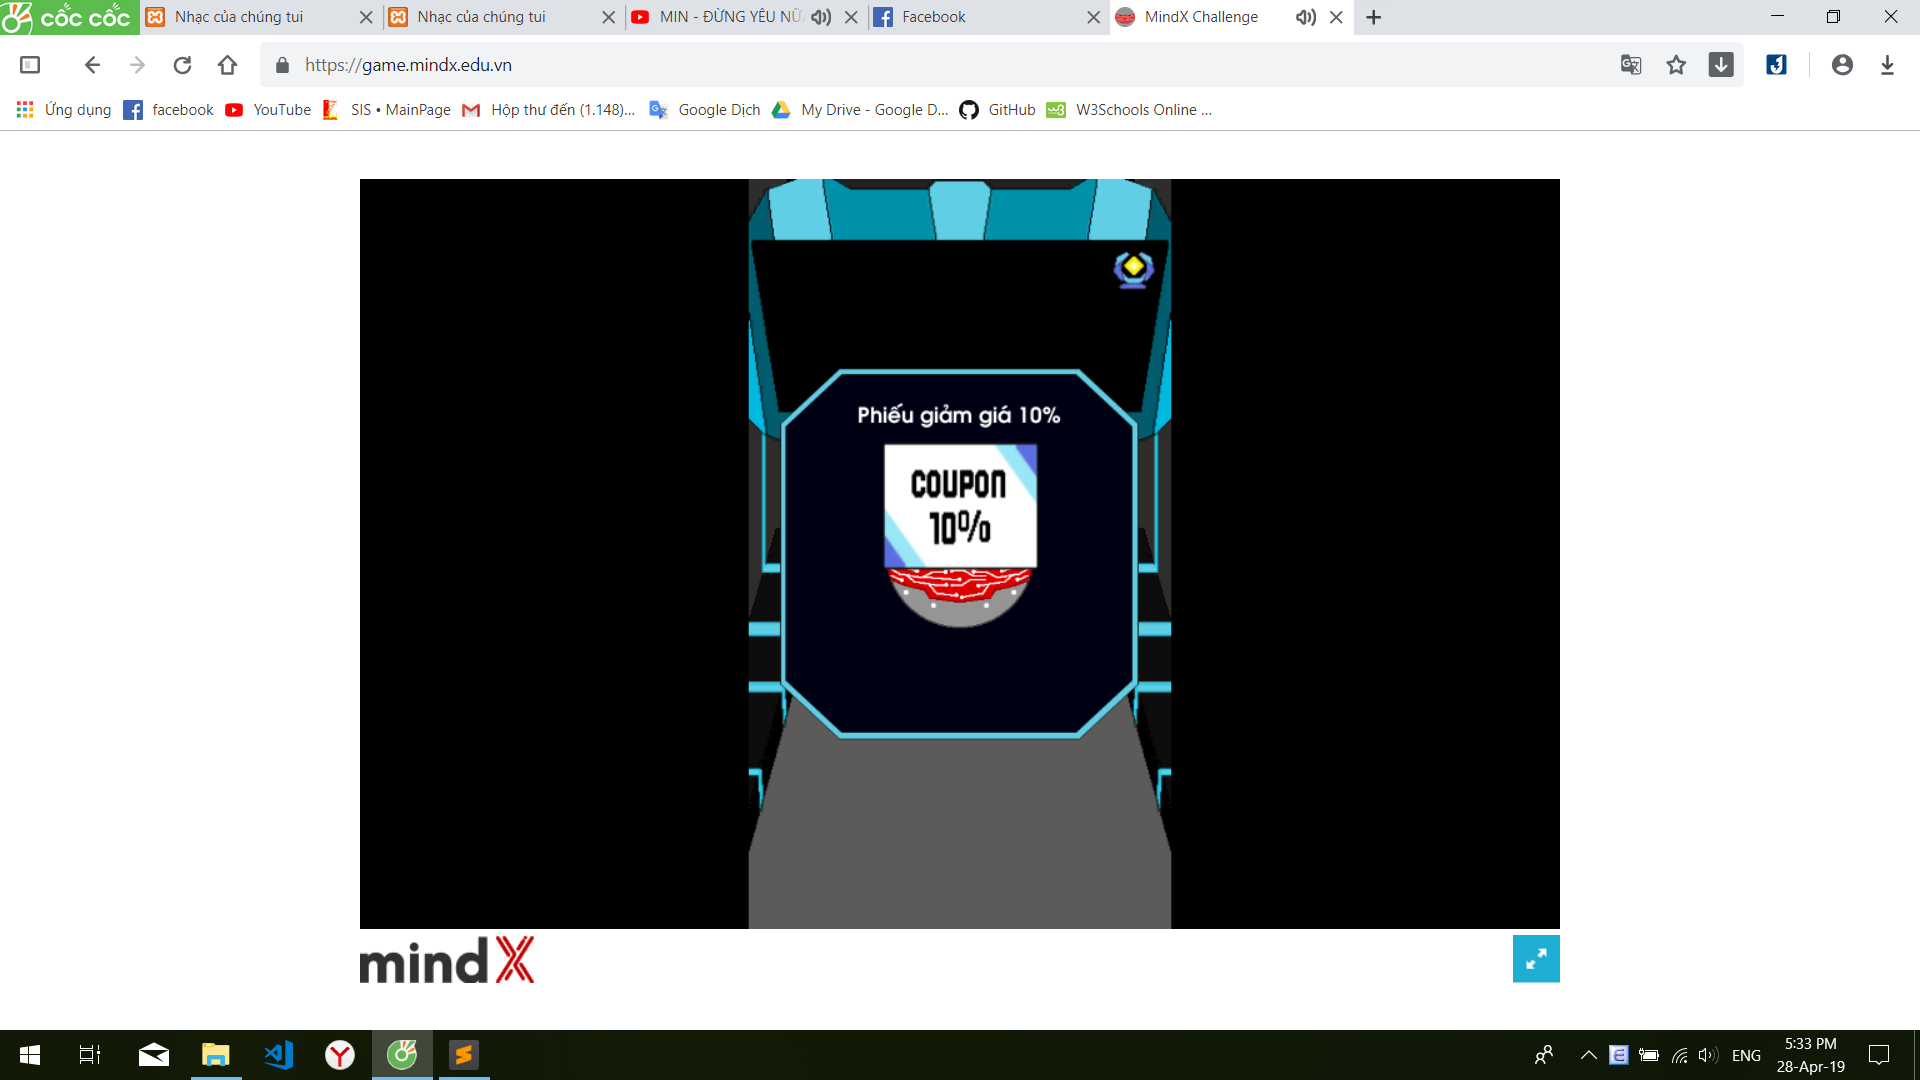 cốc cốc
Nhạc của chúng tui
Nhạc của chúng tui
MIN - ĐỪNG YÊU NỮ
Facebook
MindX Challenge
https://game.mindx.edu.vn
Ứng dụng
facebook
YouTube
SIS • MainPage
Hộp thư đến (1.148)...
Google Dịch
My Drive - Google D...
GitHub
W3Schools Online ...
Phiếu giảm giá 10%
COUPON
10%
mindX
ENG
5:33 PM
28-Apr-19